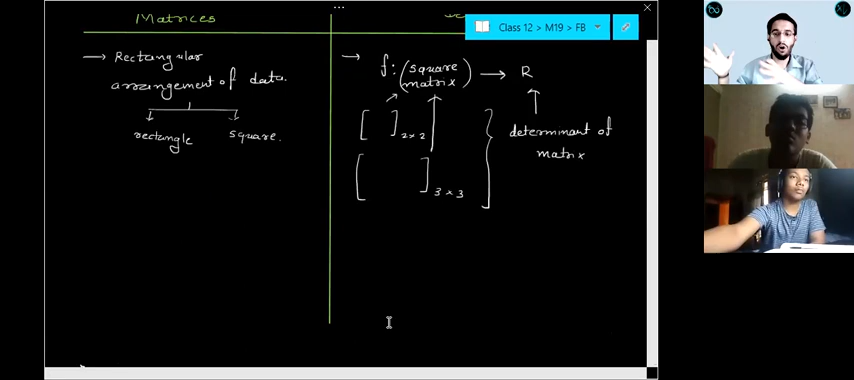 Matrices
Class 12 > M19 > FB
→ Rectangular
arrangement of data.
rectangle
square.
→ f: (square matrix) → R
[ ]2×2
[ ]3×3
determinant of
matrix